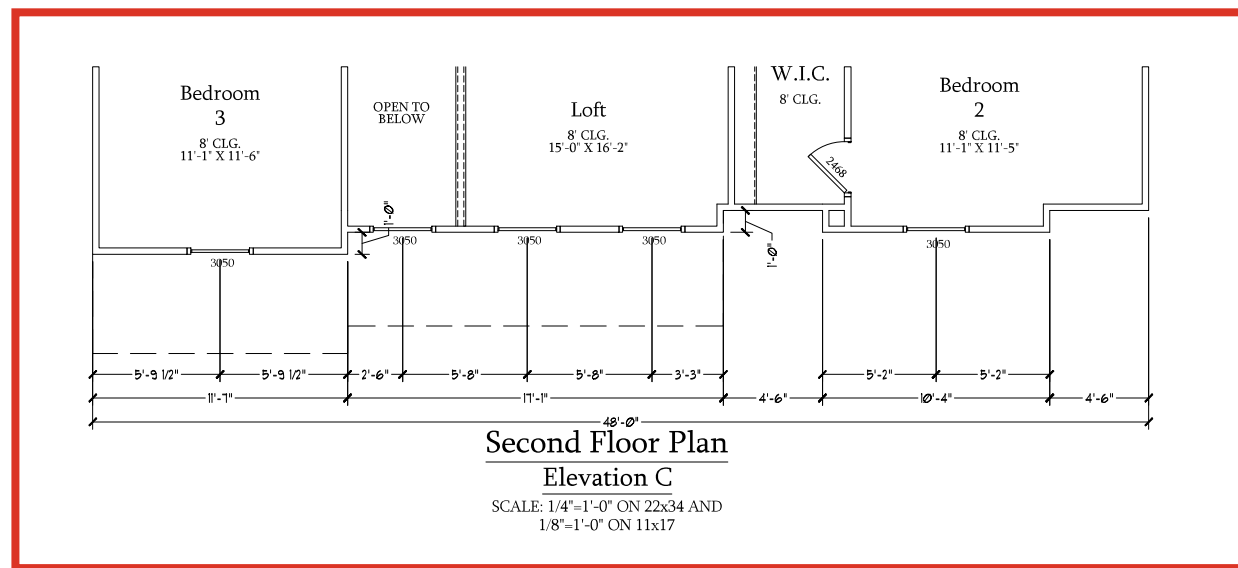 W.I.C.
8' CLG.
Bedroom
3
8' CLG.
11'-1" X 11'-6"
OPEN TO
BELOW
Loft
8' CLG.
15'-0" X 16'-2"
Bedroom
2
8' CLG.
11'-1" X 11'-5"
2468
1'-0"
3050
3050
3050
3050
3050
1'-0"
5'-9 1/2"
5'-9 1/2"
2'-6"
5'-8"
5'-8"
3'-3"
5'-2"
5'-2"
11'-7"
17'-1"
4'-6"
10'-4"
4'-6"
48'-0"
Second Floor Plan
Elevation C
SCALE: 1/4"=1'-0" ON 22x34 AND
1/8"=1'-0" ON 11x17